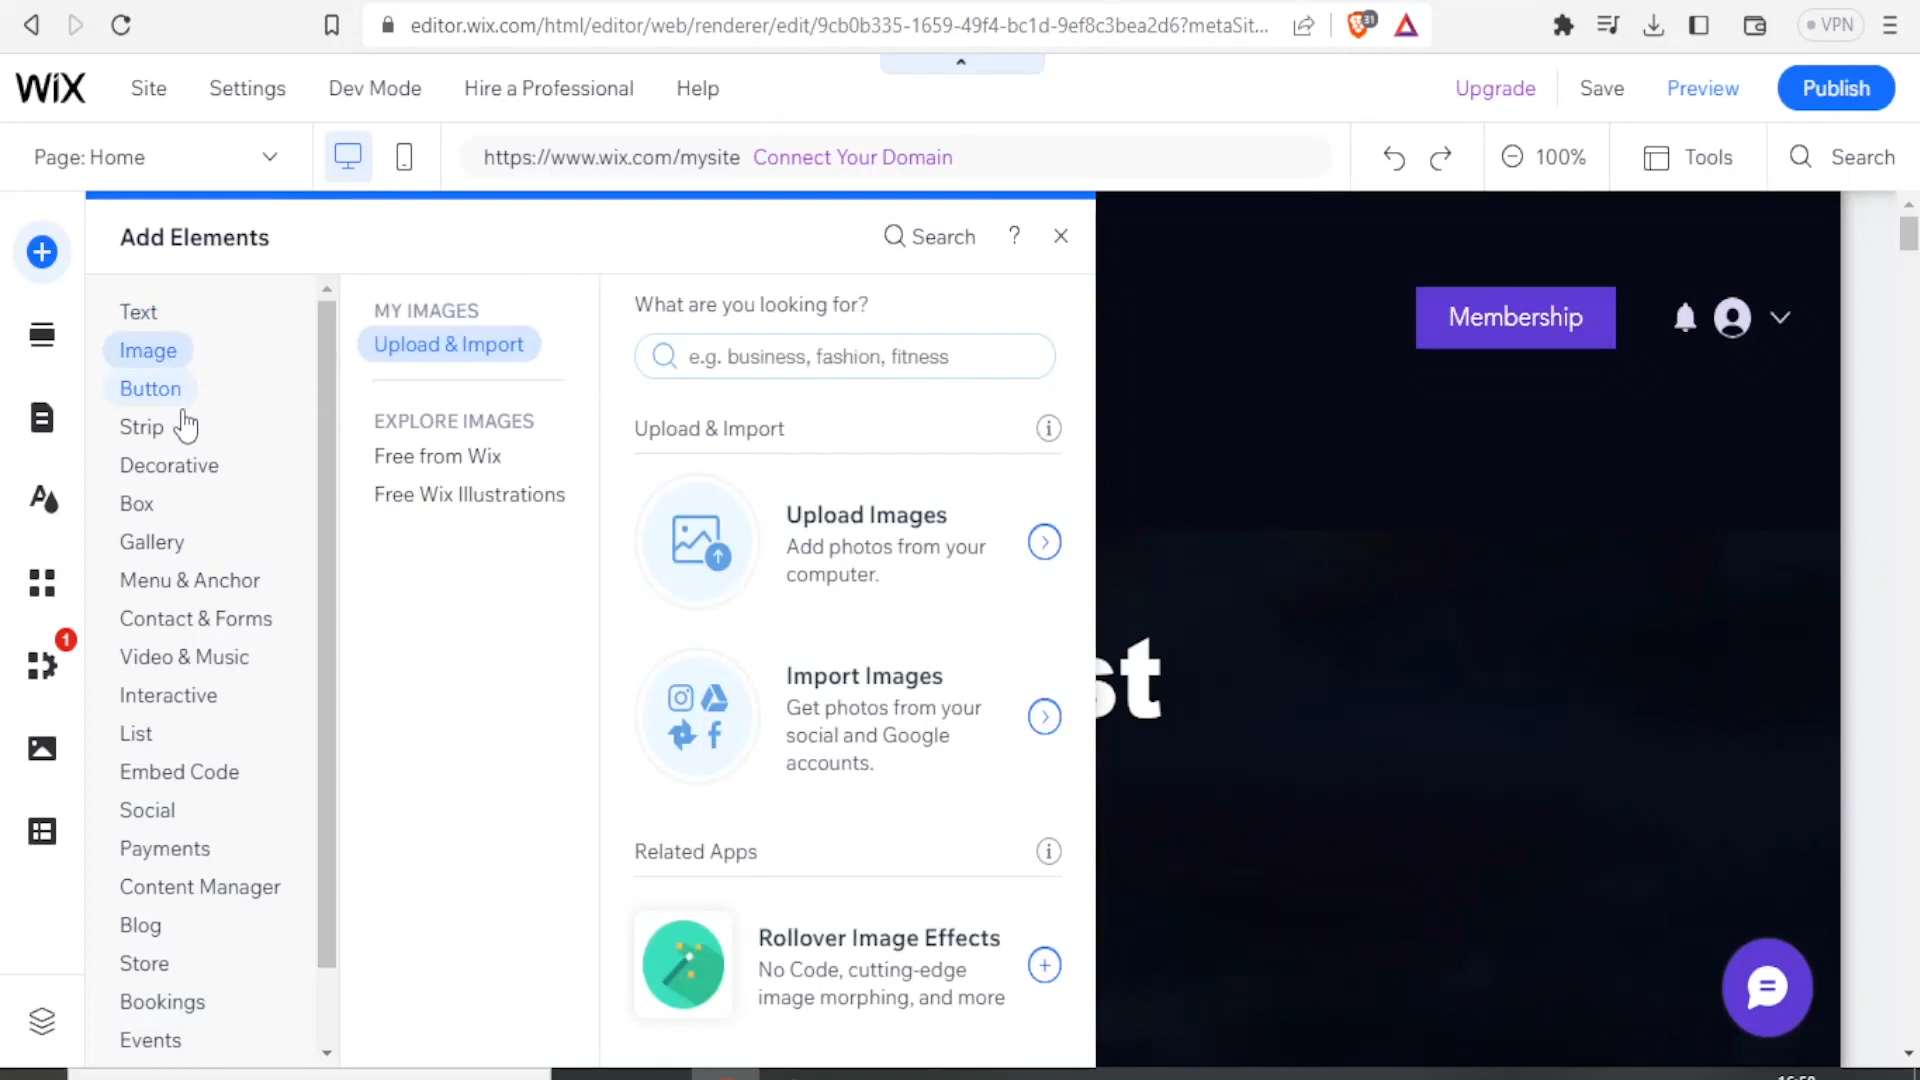 editor.wix.com/html/editor/web/renderer/edit/9cb0b335-1659-49f4-bc1d-9ef8c3bea2d6?metaSit...
31
VPN
WiX
Site
Settings
Dev Mode
Hire a Professional
Help
Upgrade
Save
Preview
Publish
Page: Home
https://www.wix.com/mysite Connect Your Domain
100%
Tools
Search
Add Elements
Search
?
Text
Image
Button
Strip
Decorative
Box
Gallery
Menu & Anchor
Contact & Forms
Video & Music
Interactive
List
Embed Code
Social
Payments
Content Manager
Blog
Store
Bookings
Events
1
MY IMAGES
Upload & Import
EXPLORE IMAGES
Free from Wix
Free Wix Illustrations
What are you looking for?
e.g. business, fashion, fitness
Upload & Import
Upload Images
Add photos from your
computer.
Import Images
Get photos from your
social and Google
accounts.
Related Apps
Rollover Image Effects
No Code, cutting-edge
image morphing, and more
Membership
st